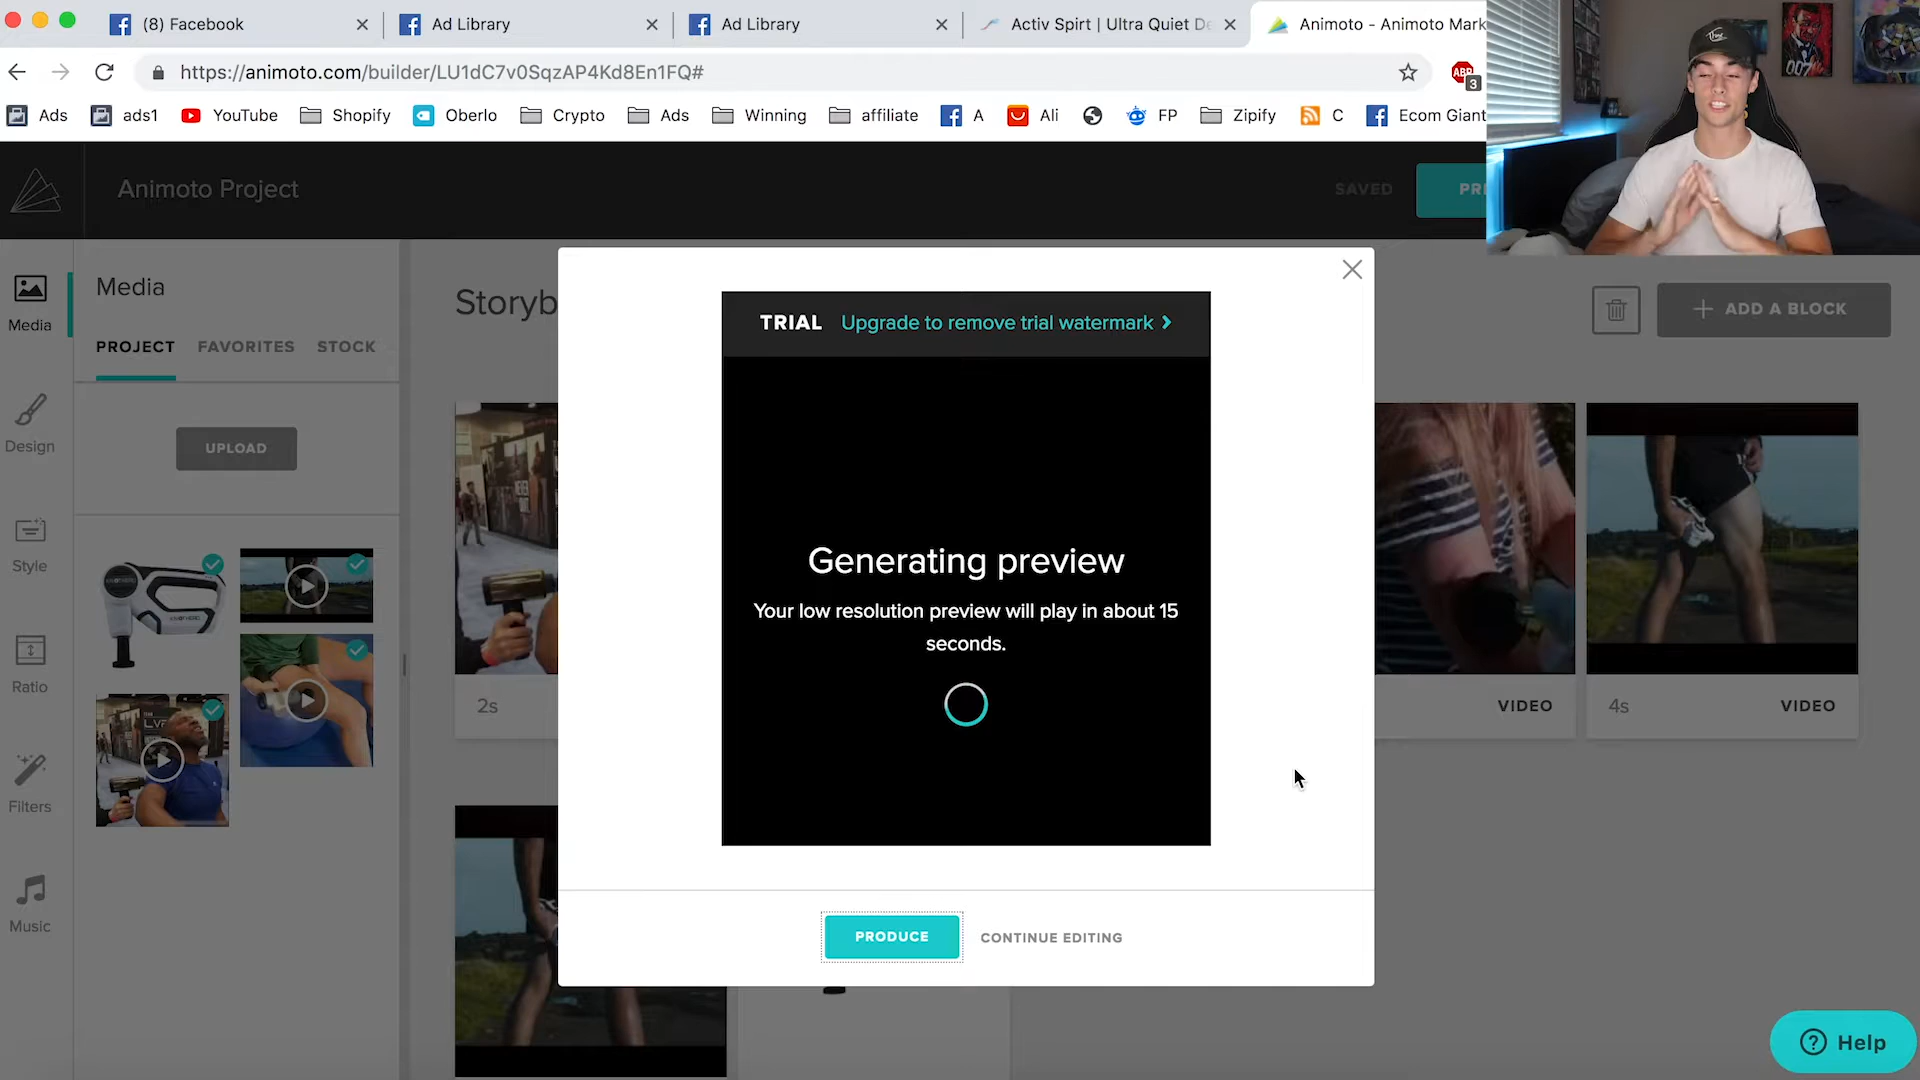 (8) Facebook
Ad Library
Ad Library
Activ Spirt | Ultra Quiet De
Animoto - Animoto Mark
https://animoto.com/builder/LU1dC7v0SqzAP4Kd8En1FQ#
ABP
3
Ads
ads1
YouTube
Shopify
Oberlo
Crypto
Ads
Winning
affiliate
A
Ali
FP
Zipify
C
Ecom Giant
007
Animoto Project
SAVED
PRE
Media
Design
Style
Ratio
Filters
Music
Media
PROJECT
FAVORITES
STOCK
UPLOAD
Storyb
ADD A BLOCK
TRIAL Upgrade to remove trial watermark
Generating preview
Your low resolution preview will play in about 15
seconds.
PRODUCE
CONTINUE EDITING
2s
VIDEO
4s
VIDEO
Help